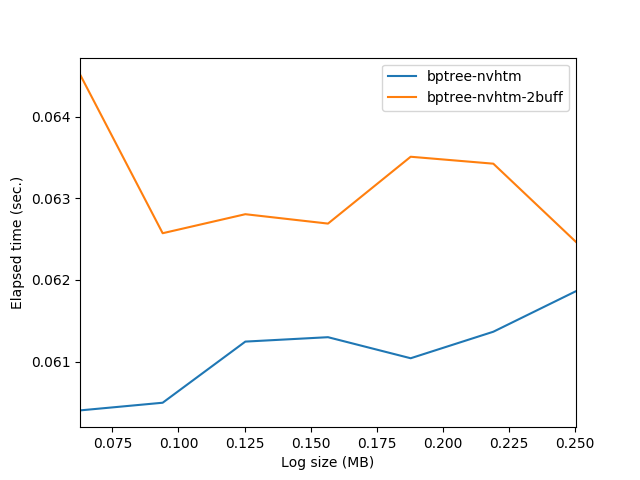 bptree-nvhtm
bptree-nvhtm-2buff
0.064
0.063
0.062
0.061
Elapsed time (sec.)
0.075 0.100 0.125 0.150 0.175 0.200 0.225 0.250
Log size (MB)